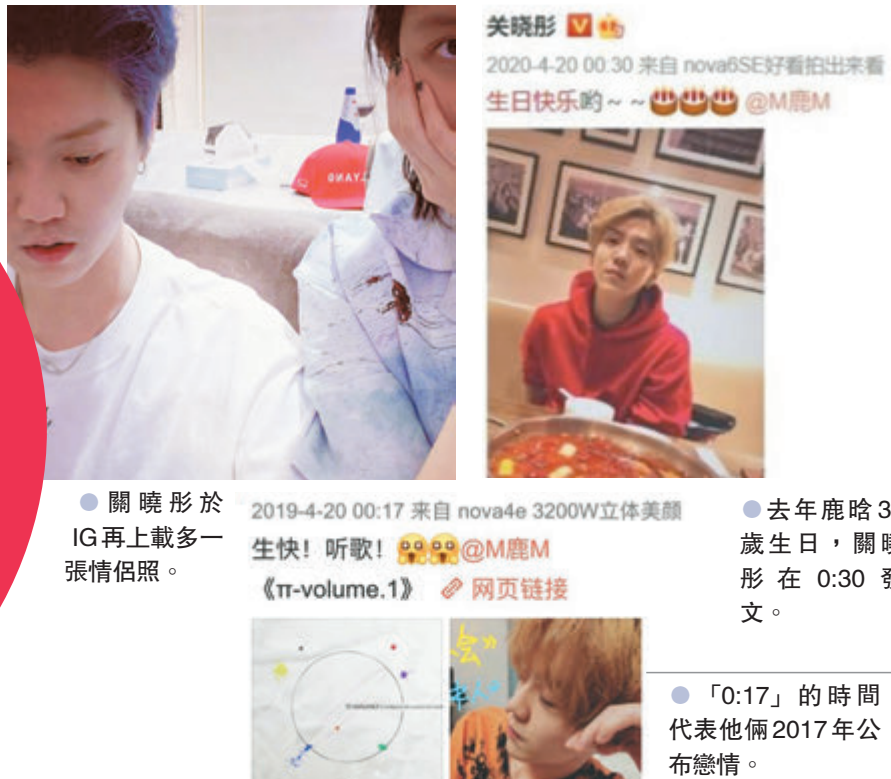 关晓彤
2020-4-20 00:30 来自 nova6SE好看拍出来看
生日快乐哟~~🎂🎂🎂 @M鹿M
● 關曉彤於
IG再上載多一
張情侶照。
2019-4-20 00:17 来自 nova4e 3200W立体美颜
生快！听歌！@M鹿M
《π-volume.1》 网页链接
● 去年鹿晗3
歲生日，關曉
彤在 0:30 發
文。
● 「0:17」的時間
代表他倆2017年公
布戀情。